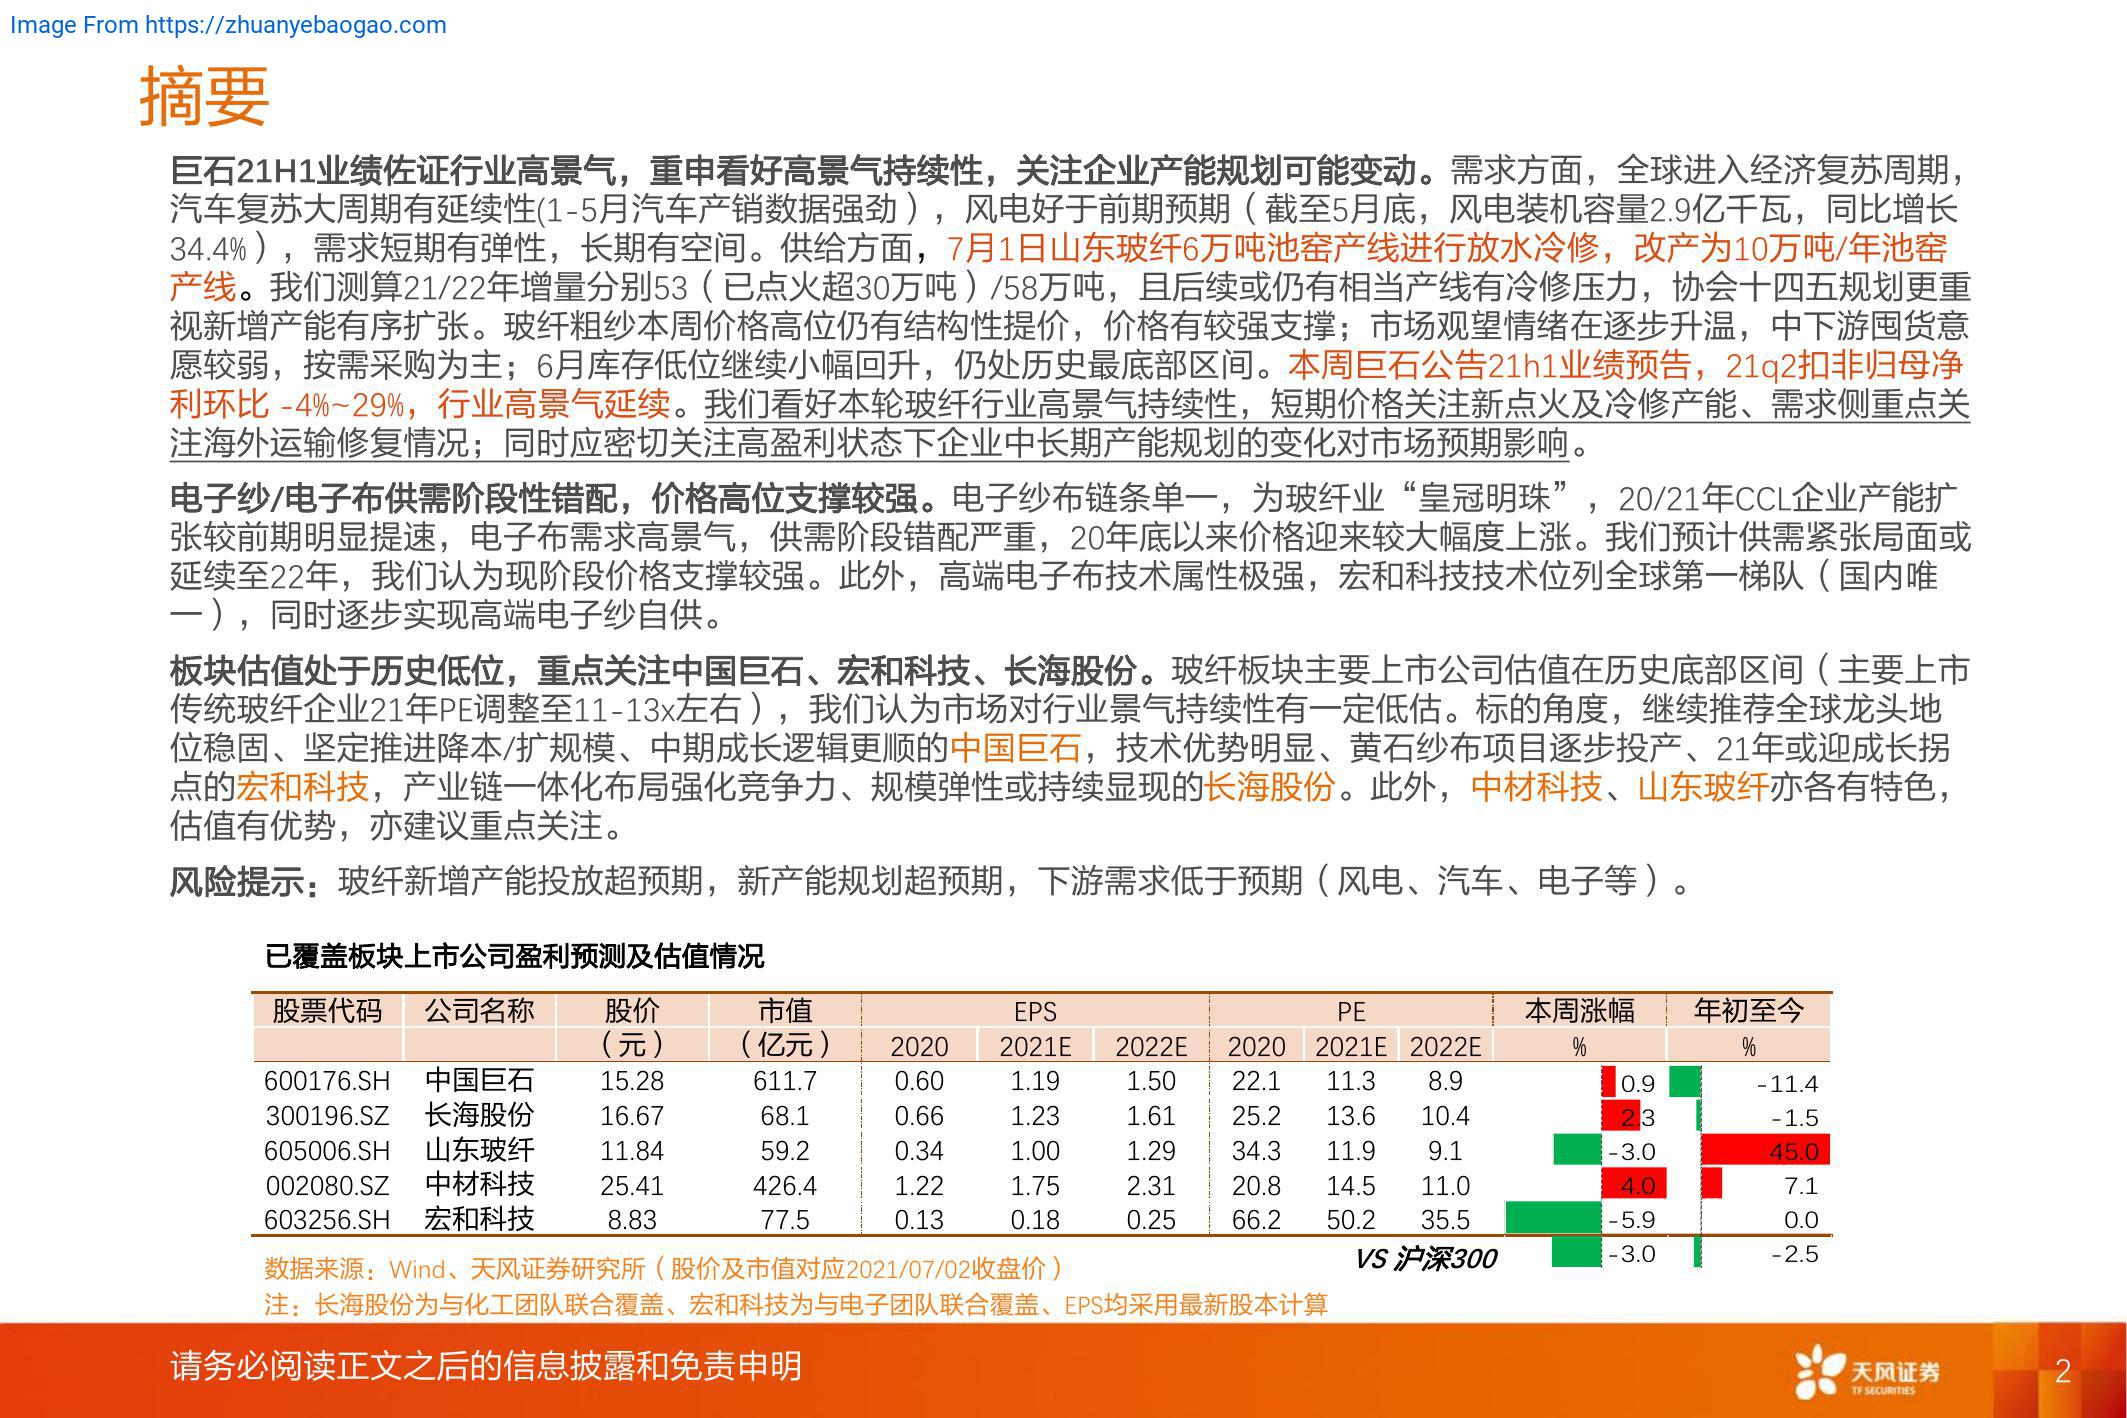 Image From https://zhuanyebaogao.com
摘要
巨石21H1业绩佐证行业高景气，重申看好高景气持续性，关注企业产能规划可能变动。需求方面，全球进入经济复苏周期，
汽车复苏大周期有延续性(1-5月汽车产销数据强劲），风电好于前期预期（截至5月底，风电装机容量2.9亿千瓦，同比增长
34.4%），需求短期有弹性，长期有空间。供给方面，7月1日山东玻纤6万吨池窑产线进行放水冷修，改产为10万吨/年池窑
产线。我们测算21/22年增量分别53（已点火超30万吨）/58万吨，且后续或仍有相当产线有冷修压力，协会十四五规划更重
视新增产能有序扩张。玻纤粗纱本周价格高位仍有结构性提价，价格有较强支撑；市场观望情绪在逐步升温，中下游囤货意
愿较弱，按需采购为主；6月库存低位继续小幅回升，仍处历史最底部区间。本周巨石公告21h1业绩预告，21q2扣非归母净
利环比 -4%~29%，行业高景气延续。我们看好本轮玻纤行业高景气持续性，短期价格关注新点火及冷修产能、需求侧重点关
注海外运输修复情况；同时应密切关注高盈利状态下企业中长期产能规划的变化对市场预期影响。
电子纱/电子布供需阶段性错配，价格高位支撑较强。电子纱布链条单一，为玻纤业“皇冠明珠”，20/21年CCL企业产能扩
张较前期明显提速，电子布需求高景气，供需阶段错配严重，20年底以来价格迎来较大幅度上涨。我们预计供需紧张局面或
延续至22年，我们认为现阶段价格支撑较强。此外，高端电子布技术属性极强，宏和科技技术位列全球第一梯队（国内唯
一），同时逐步实现高端电子纱自供。
板块估值处于历史低位，重点关注中国巨石、宏和科技、长海股份。玻纤板块主要上市公司估值在历史底部区间（主要上市
传统玻纤企业21年PE调整至11-13x左右），我们认为市场对行业景气持续性有一定低估。标的角度，继续推荐全球龙头地
位稳固、坚定推进降本/扩规模、中期成长逻辑更顺的中国巨石，技术优势明显、黄石纱布项目逐步投产、21年或迎成长拐
点的宏和科技，产业链一体化布局强化竞争力、规模弹性或持续显现的长海股份。此外，中材科技、山东玻纤亦各有特色，
估值有优势，亦建议重点关注。
风险提示：玻纤新增产能投放超预期，新产能规划超预期，下游需求低于预期（风电、汽车、电子等）。
已覆盖板块上市公司盈利预测及估值情况
股票代码 公司名称 股价 市值 EPS PE 本周涨幅 年初至今
（元） （亿元） 2020 2021E 2022E 2020 2021E 2022E % %
600176.SH 中国巨石 15.28 611.7 0.60 1.19 1.50 22.1 11.3 8.9 0.9 -11.4
300196.SZ 长海股份 16.67 68.1 0.66 1.23 1.61 25.2 13.6 10.4 2.3 -1.5
605006.SH 山东玻纤 11.84 59.2 0.34 1.00 1.29 34.3 11.9 9.1 -3.0 45.0
002080.SZ 中材科技 25.41 426.4 1.22 1.75 2.31 20.8 14.5 11.0 4.0 7.1
603256.SH 宏和科技 8.83 77.5 0.13 0.18 0.25 66.2 50.2 35.5 -5.9 0.0
VS 沪深300 -3.0 -2.5
数据来源：Wind、天风证券研究所（股价及市值对应2021/07/02收盘价）
注：长海股份为与化工团队联合覆盖、宏和科技为与电子团队联合覆盖、EPS均采用最新股本计算
请务必阅读正文之后的信息披露和免责申明
天风证券
TF SECURITIES
2